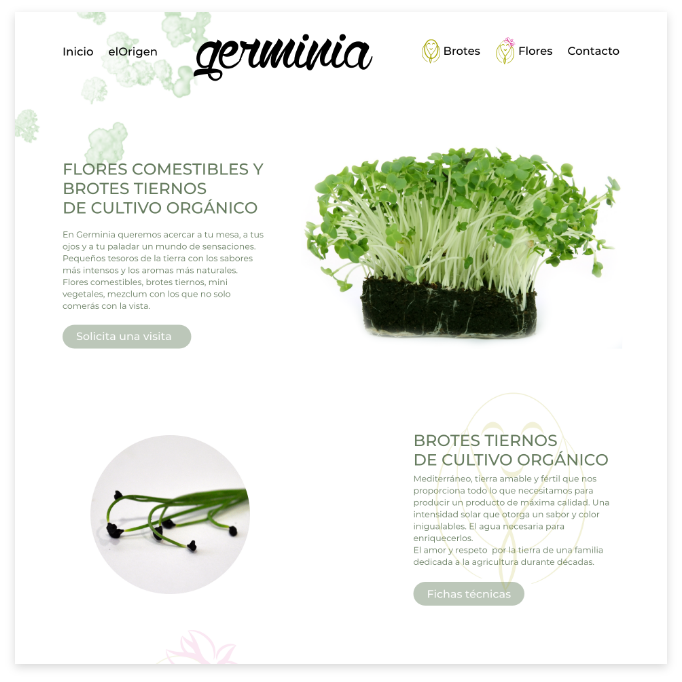 Inicio elOrigen germinia Brotes Flores Contacto
FLORES COMESTIBLES Y
BROTES TIERNOS
DE CULTIVO ORGÁNICO
En Germinia queremos acercar a tu mesa, a tus
ojos y a tu paladar un mundo de sensaciones.
Pequeños tesoros de la tierra con los sabores
más intensos y los aromas más naturales.
Flores comestibles, brotes tiernos, mini
vegetales, mezclum con los que no solo
comerás con la vista.
Solicita una visita
BROTES TIERNOS
DE CULTIVO ORGÁNICO
Mediterráneo, tierra amable y fértil que nos
proporciona todo lo que necesitamos para
producir un producto de máxima calidad. Una
intensidad solar que otorga un sabor y color
inigualables. El agua necesaria para
enriquecerlos.
El amor y respeto por la tierra de una familia
dedicada a la agricultura durante décadas.
Fichas técnicas